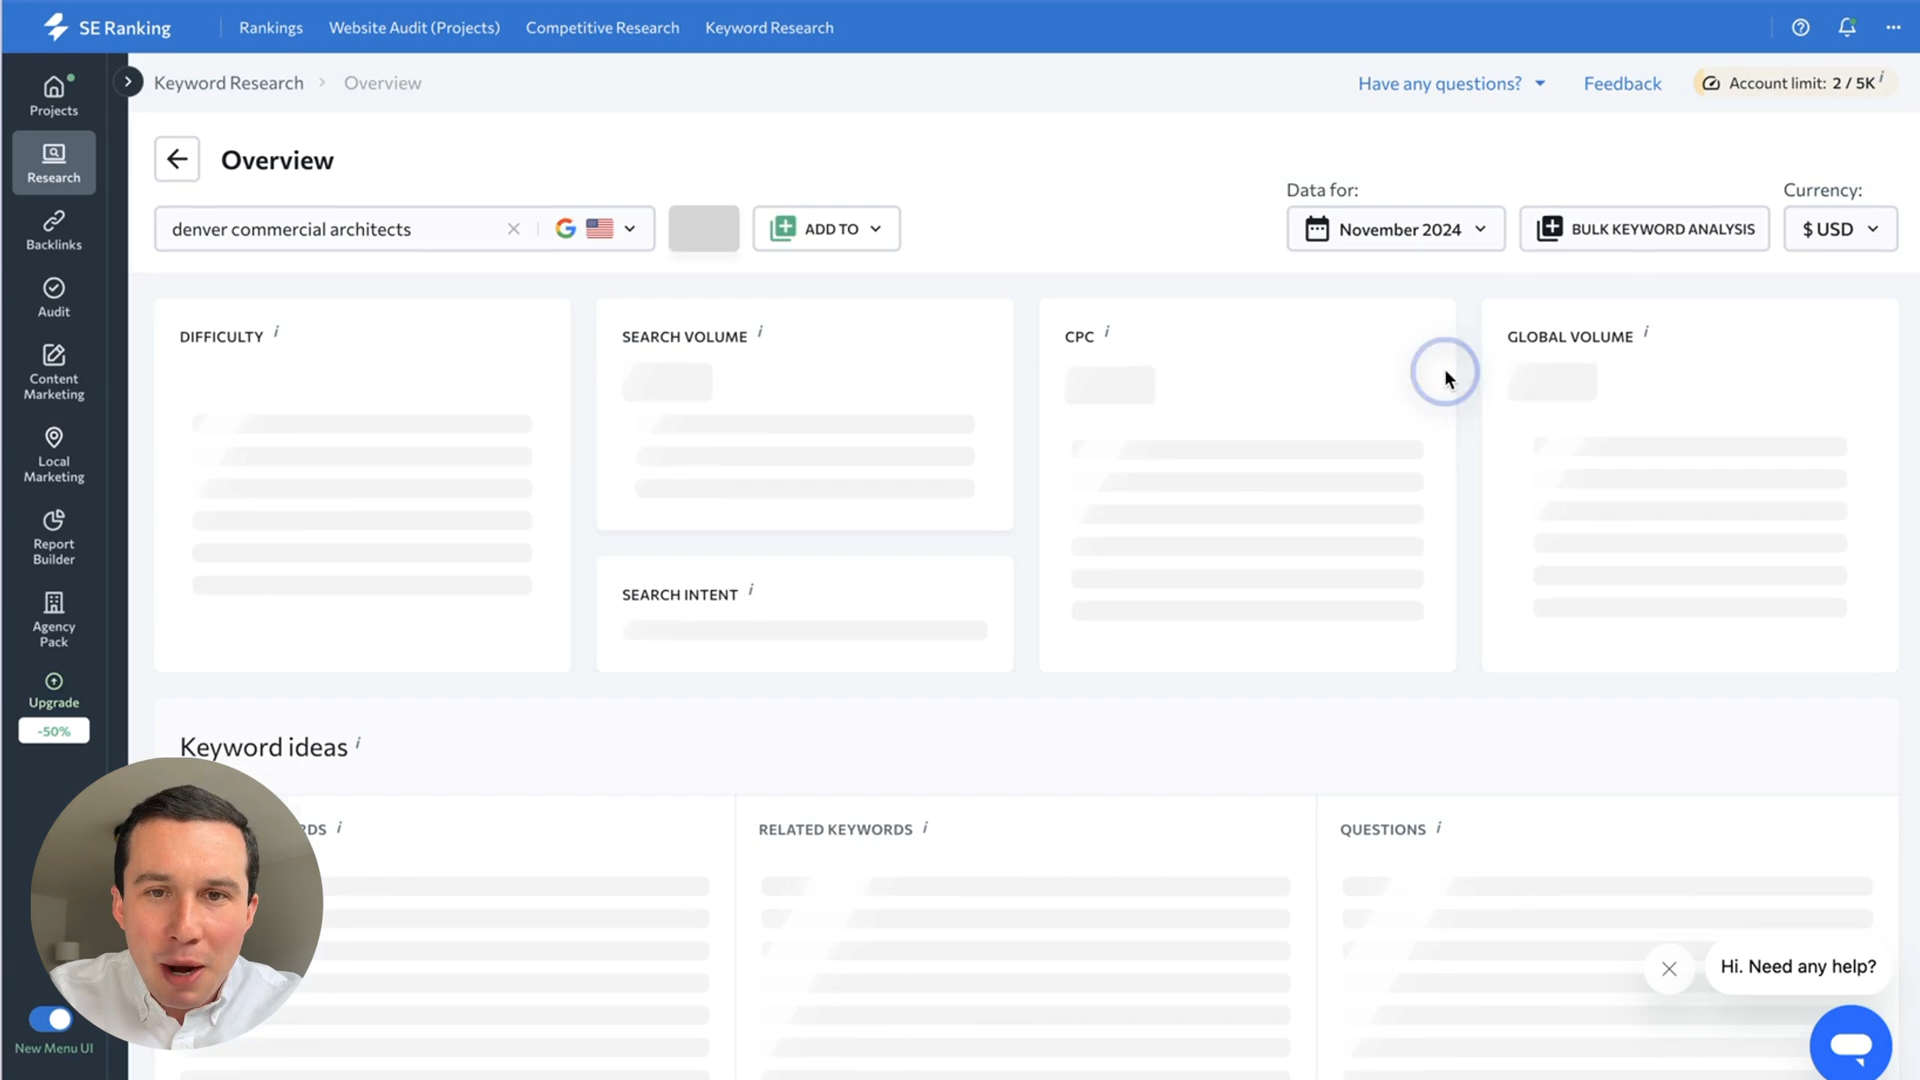 SE Ranking
Rankings
Website Audit (Projects)
Competitive Research
Keyword Research
Projects
Research
Backlinks
Audit
Content
Marketing
Local
Marketing
Report
Builder
Agency
Pack
Upgrade
-50%
New Menu UI
Keyword Research > Overview
Have any questions?
Feedback
Account limit: 2 / 5K i
Overview
Data for:
Currency:
denver commercial architects
ADD TO
November 2024
BULK KEYWORD ANALYSIS
$ USD
DIFFICULTY i
SEARCH VOLUME i
CPC i
GLOBAL VOLUME i
SEARCH INTENT i
Keyword ideas i
RDS i
RELATED KEYWORDS i
QUESTIONS i
Hi. Need any help?